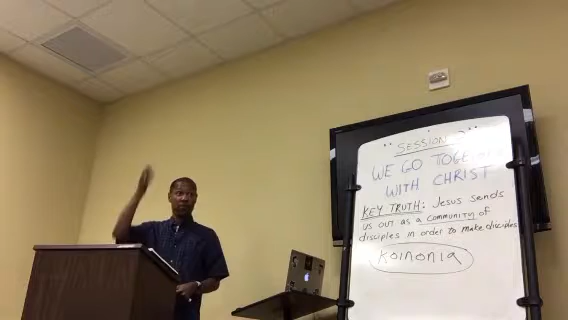 "SESSION
WE GO TOGETHER
WITH CHRIST
KEY TRUTH: Jesus sends
us out as a community of
disciples in order to make disciples
Koinonia